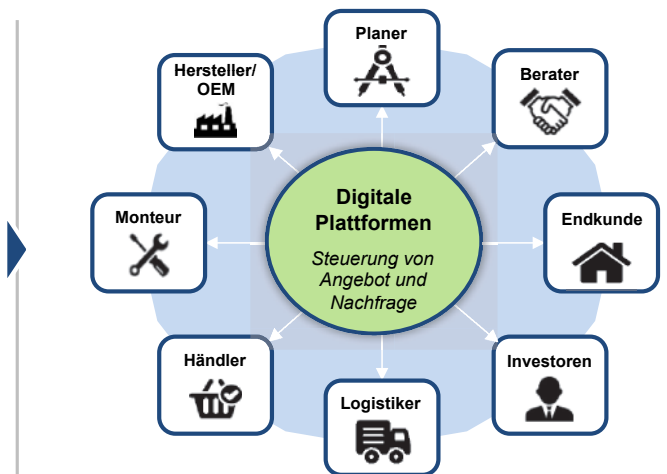 Planer
Hersteller/
OEM
Berater
Monteur
Digitale
Plattformen
Steuerung von
Angebot und
Nachfrage
Endkunde
Händler
Investoren
Logistiker